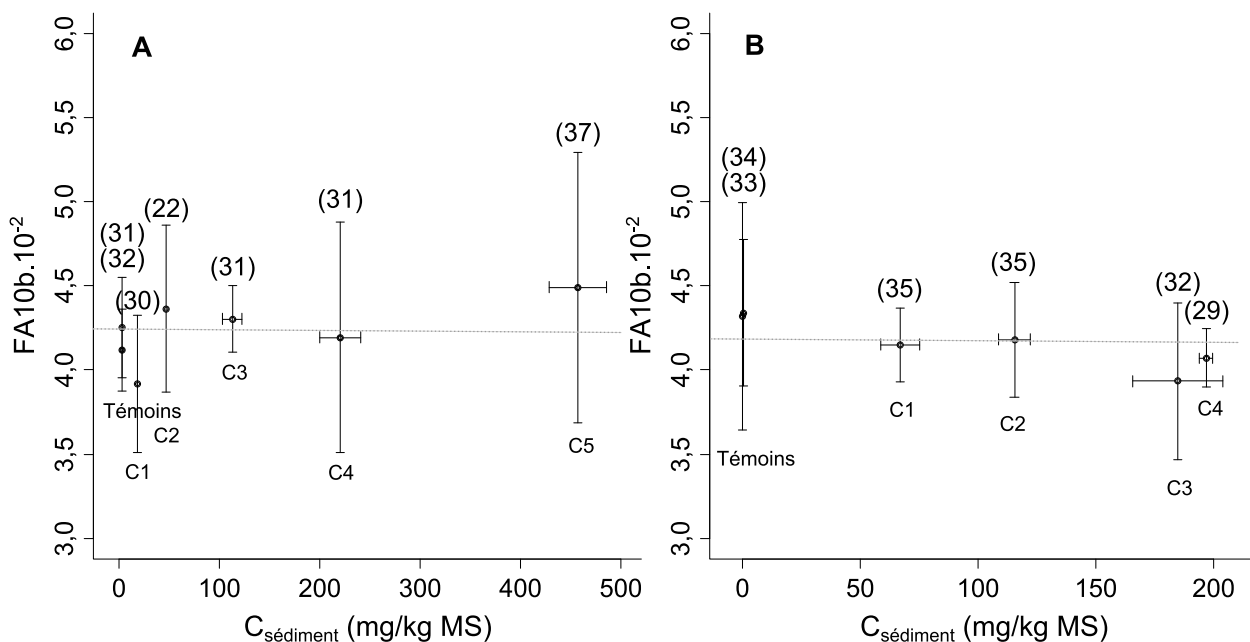 A
FA10b.10-2
6,0
5,5
5,0
4,5
4,0
3,5
3,0
(31)
(32)
(30)
(22)
(31)
(31)
(37)
Témoins
C1
C2
C3
C4
C5
0 100 200 300 400 500
Csédiment (mg/kg MS)
B
FA10b.10-2
6,0
5,5
5,0
4,5
4,0
3,5
3,0
(34)
(33)
(35)
(35)
(32)
(29)
Témoins
C1
C2
C3
C4
0 50 100 150 200
Csédiment (mg/kg MS)